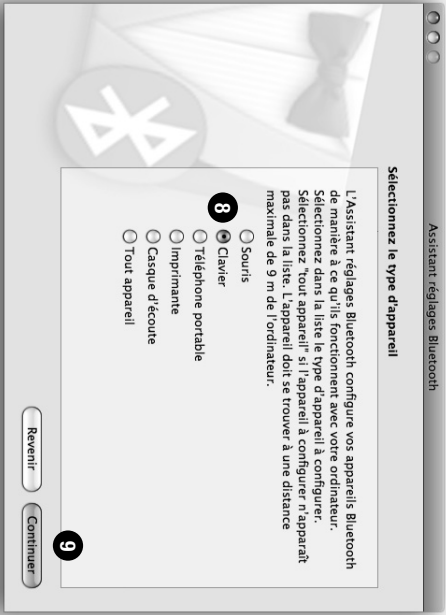 Assistant réglages Bluetooth
Sélectionnez le type d'appareil
L'Assistant réglages Bluetooth configure vos appareils Bluetooth
de manière à ce qu'ils fonctionnent avec votre ordinateur.
Sélectionnez dans la liste le type d'appareil à configurer.
Sélectionnez "tout appareil" si l'appareil à configurer n'apparaît
pas dans la liste. L'appareil doit se trouver à une distance
maximale de 9 m de l'ordinateur.
Souris
8 Clavier
Téléphone portable
Imprimante
Casque d'écoute
Tout appareil
Revenir Continuer
9